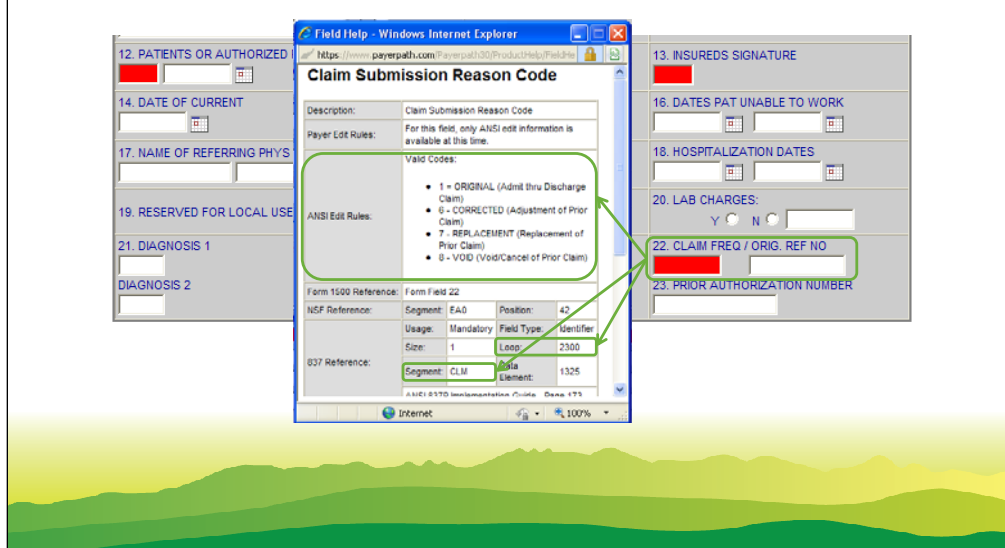 Field Help - Windows Internet Explorer
https://www.payerpath.com/Payerpath30/ProductHelp/FieldHe
Claim Submission Reason Code
Description: Claim Submission Reason Code
Payer Edit Rules: For this field, only ANSI edit information is
available at this time.
ANSI Edit Rules:
Valid Codes:
1 = ORIGINAL (Admit thru Discharge
Claim)
6 - CORRECTED (Adjustment of Prior
Claim)
7 - REPLACEMENT (Replacement of
Prior Claim)
8 - VOID (Void/Cancel of Prior Claim)
Form 1500 Reference: Form Field 22
NSF Reference: Segment: EA0 Position: 42
837 Reference:
Usage: Mandatory Field Type: Identifier
Size: 1 Loop: 2300
Segment: CLM Data
Element: 1325
ANSI 837P Implementation Guide Page 173
Internet 100%
12. PATIENTS OR AUTHORIZED
14. DATE OF CURRENT
17. NAME OF REFERRING PHYS
19. RESERVED FOR LOCAL USE
21. DIAGNOSIS 1
DIAGNOSIS 2
13. INSUREDS SIGNATURE
16. DATES PAT UNABLE TO WORK
18. HOSPITALIZATION DATES
20. LAB CHARGES:
Y N
22. CLAIM FREQ / ORIG. REF NO
23. PRIOR AUTHORIZATION NUMBER